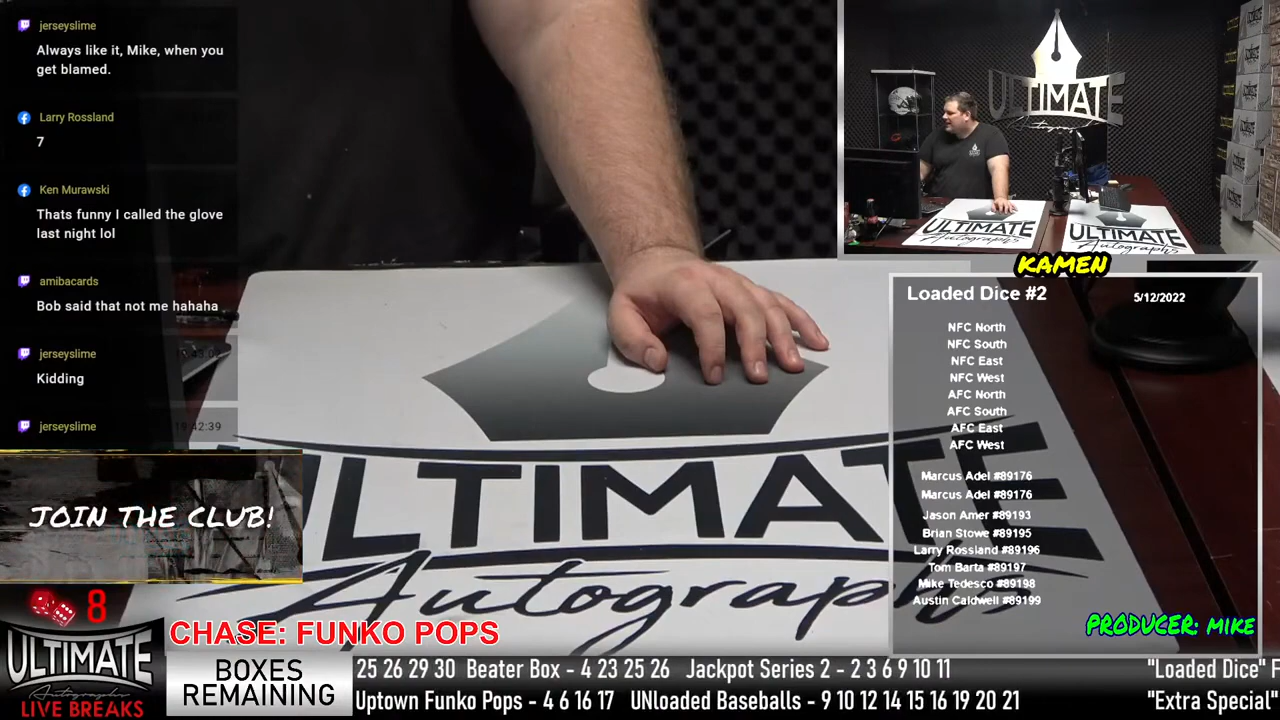 jerseyslime
Always like it, Mike, when you
get blamed.
Larry Rossland
7
Ken Murawski
Thats funny I called the glove
last night lol
amibacards
Bob said that not me hahaha
jerseyslime
Kidding
jerseyslime
19:42:39
JOIN THE CLUB!
8
ULTIMATE
Autographs
LIVE BREAKS
CHASE: FUNKO POPS
BOXES
REMAINING
25 26 29 30 Beater Box - 4 23 25 26 Jackpot Series 2 - 2 3 6 9 10 11 "Loaded Dice" F
Uptown Funko Pops - 4 6 16 17 UNloaded Baseballs - 9 10 12 14 15 16 19 20 21 "Extra Special"
ULTIMATE
Autographs
ULTIMATE
ULTIMATE
Autographs
ULTIMATE
Autographs
KAMEN
Loaded Dice #2
5/12/2022
NFC North
NFC South
NFC East
NFC West
AFC North
AFC South
AFC East
AFC West
Marcus Adel #89176
Marcus Adel #89176
Jason Amer #89193
Brian Stowe #89195
Larry Rossland #89196
Tom Barta #89197
Mike Tedesco #89198
Austin Caldwell #89199
PRODUCER: MIKE